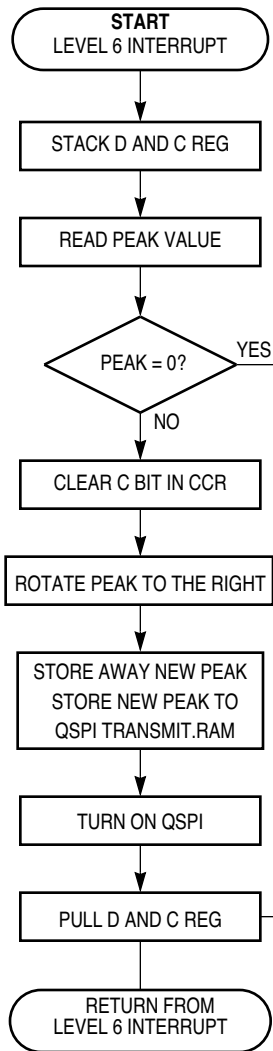 START
LEVEL 6 INTERRUPT
STACK D AND C REG
READ PEAK VALUE
PEAK = 0?
YES
NO
CLEAR C BIT IN CCR
ROTATE PEAK TO THE RIGHT
STORE AWAY NEW PEAK
STORE NEW PEAK TO
QSPI TRANSMIT.RAM
TURN ON QSPI
PULL D AND C REG
RETURN FROM
LEVEL 6 INTERRUPT